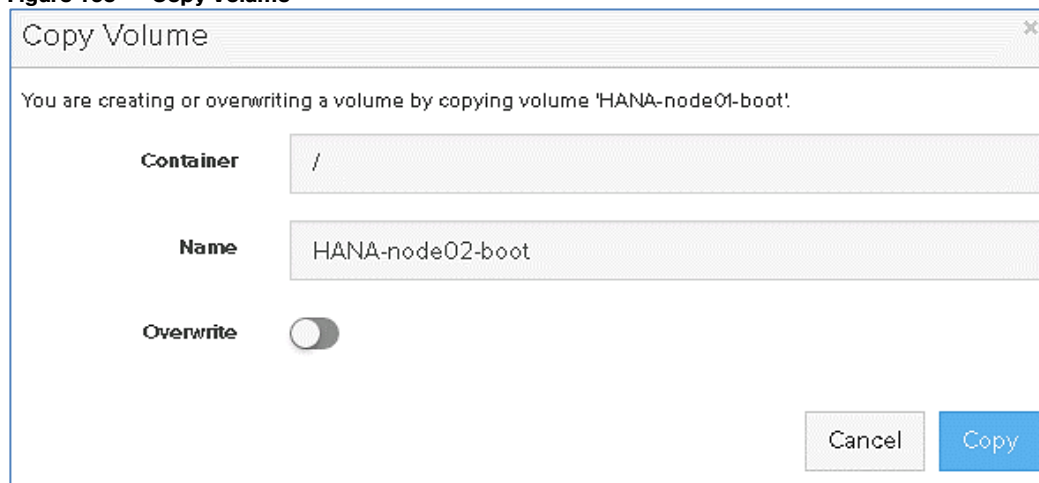 Copy Volume
×
You are creating or overwriting a volume by copying volume 'HANA-node01-boot'.
Container
/
Name
HANA-node02-boot
Overwrite
Cancel
Copy